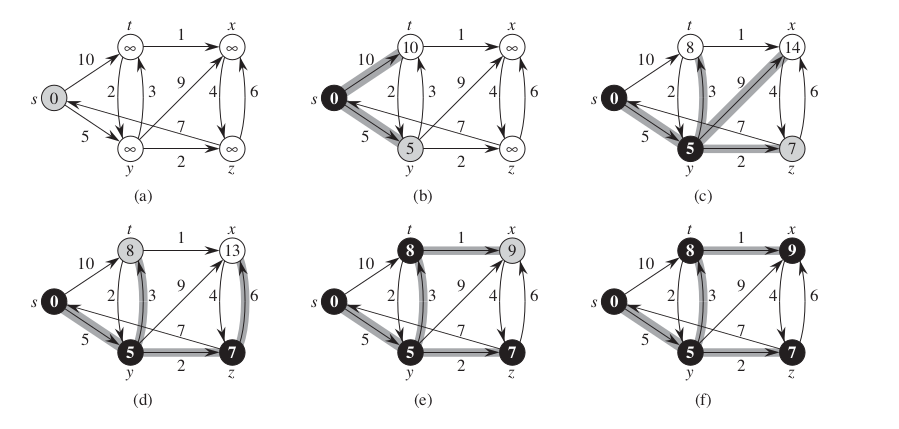 t x t x t x
10 ∞ 1 ∞ 10 10 1 ∞ 10 8 1 14
s 0 2 3 9 4 6 s 0 2 3 9 4 6 s 0 2 3 9 4 6
5 7 5 7 5 7
∞ 2 ∞ 5 2 ∞ 5 2 7
y z y z y z
(a) (b) (c)
t x t x t x
10 8 1 13 10 8 1 9 10 8 1 9
s 0 2 3 9 4 6 s 0 2 3 9 4 6 s 0 2 3 9 4 6
5 7 5 7 5 7
5 2 7 5 2 7 5 2 7
y z y z y z
(d) (e) (f)